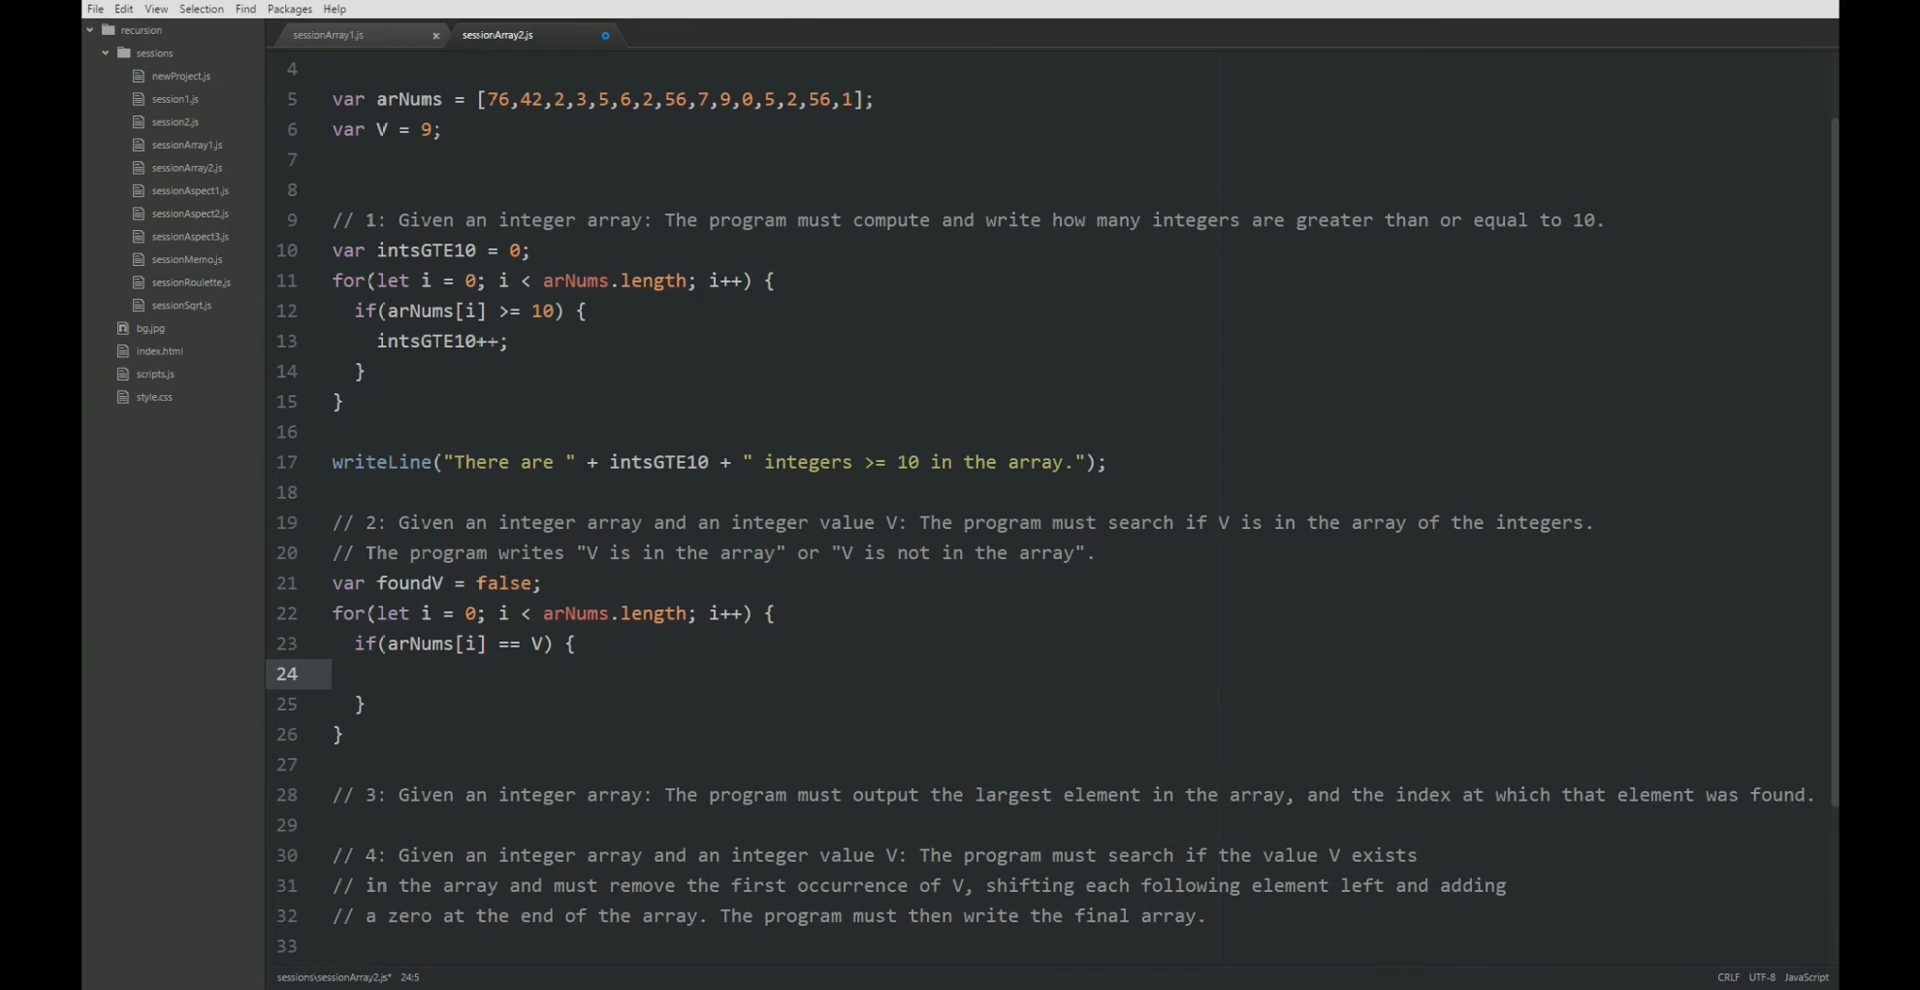 File Edit View Selection Find Packages Help
recursion
sessions
newProject.js
session1.js
session2.js
sessionArray1.js
sessionArray2.js
sessionAspect1.js
sessionAspect2.js
sessionAspect3.js
sessionMemo.js
sessionRoulette.js
sessionSqrt.js
bg.jpg
index.html
scripts.js
style.css
sessionArray1.js × sessionArray2.js
4
5 var arNums = [76,42,2,3,5,6,2,56,7,9,0,5,2,56,1];
6 var V = 9;
7
8
9 // 1: Given an integer array: The program must compute and write how many integers are greater than or equal to 10.
10 var intsGTE10 = 0;
11 for(let i = 0; i < arNums.length; i++) {
12 if(arNums[i] >= 10) {
13 intsGTE10++;
14 }
15 }
16
17 writeLine("There are " + intsGTE10 + " integers >= 10 in the array.");
18
19 // 2: Given an integer array and an integer value V: The program must search if V is in the array of the integers.
20 // The program writes "V is in the array" or "V is not in the array".
21 var foundV = false;
22 for(let i = 0; i < arNums.length; i++) {
23 if(arNums[i] == V) {
24
25 }
26 }
27
28 // 3: Given an integer array: The program must output the largest element in the array, and the index at which that element was found.
29
30 // 4: Given an integer array and an integer value V: The program must search if the value V exists
31 // in the array and must remove the first occurrence of V, shifting each following element left and adding
32 // a zero at the end of the array. The program must then write the final array.
33
sessions\sessionArray2.js* 24:5 CRLF UTF-8 JavaScript